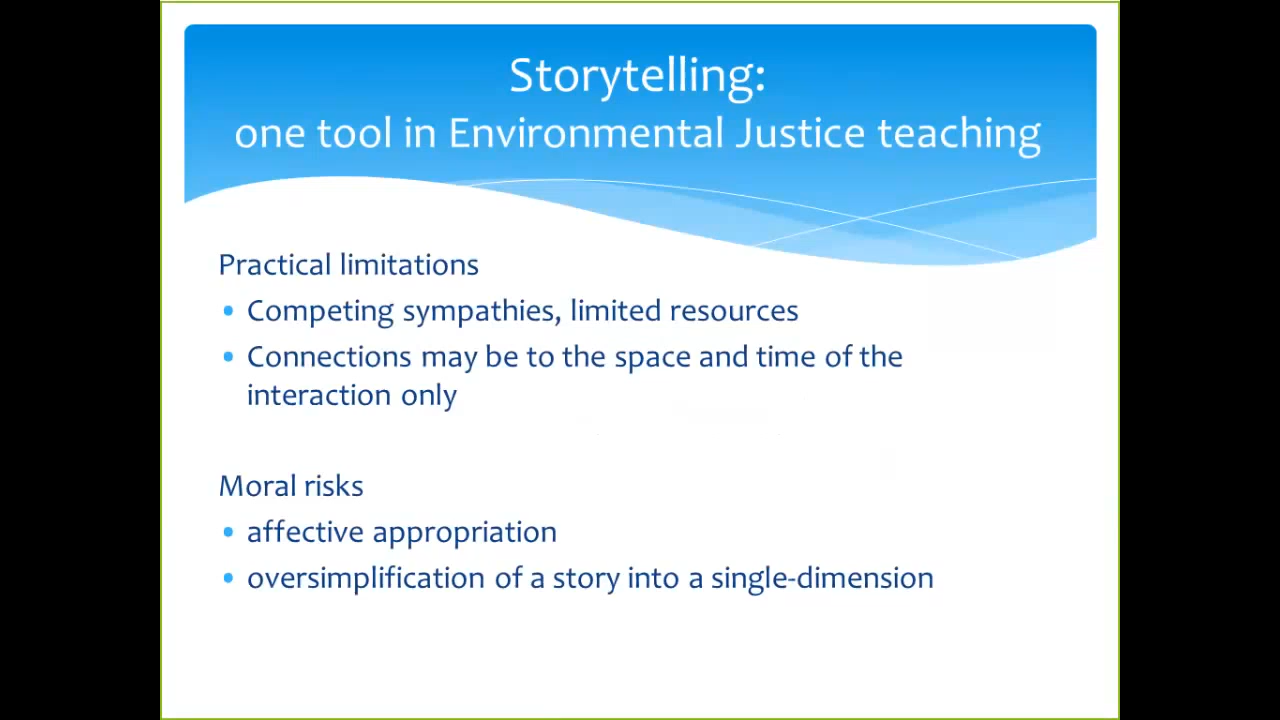 Storytelling:
one tool in Environmental Justice teaching
Practical limitations
• Competing sympathies, limited resources
• Connections may be to the space and time of the
interaction only
Moral risks
• affective appropriation
• oversimplification of a story into a single-dimension